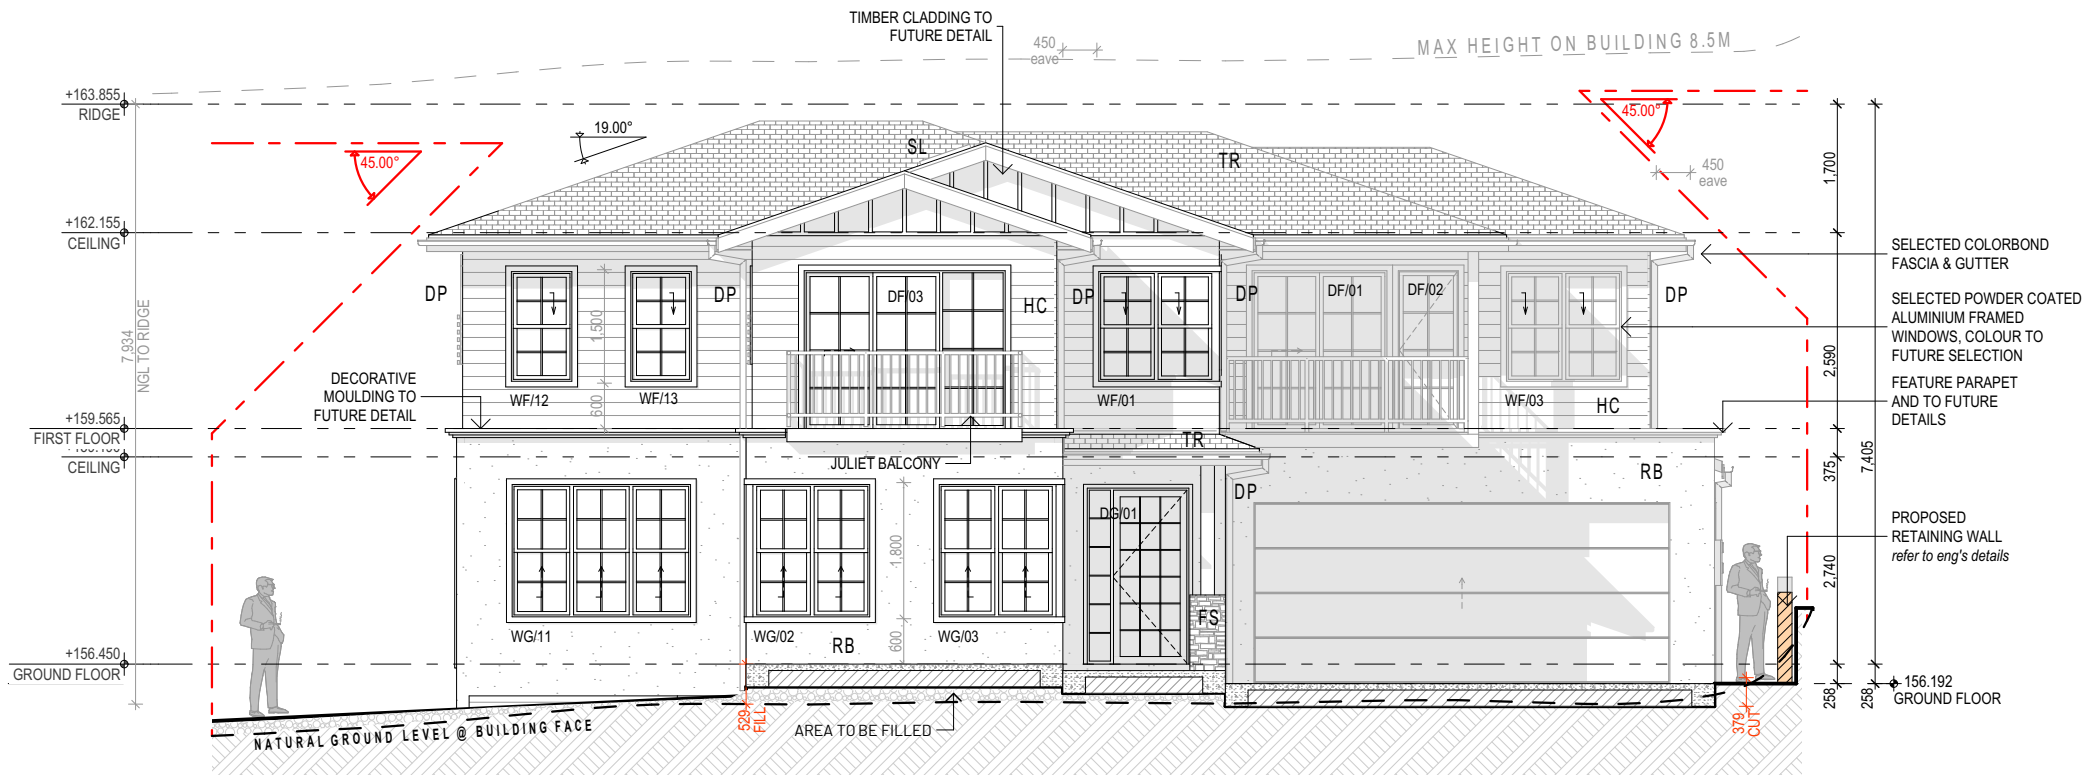 TIMBER CLADDING TO
FUTURE DETAIL
450
eave
MAX HEIGHT ON BUILDING 8.5M
+163.855
RIDGE
19.00°
45.00°
45.00°
SL
TR
450
eave
1,700
+162.155
CEILING
SELECTED COLORBOND
FASCIA & GUTTER
DP
DP
DP
DP
DP
DF/03
DF/01
DF/02
HC
1,500
SELECTED POWDER COATED
ALUMINIUM FRAMED
WINDOWS, COLOUR TO
FUTURE SELECTION
7,934
NGL TO RIDGE
2,590
DECORATIVE
MOULDING TO
FUTURE DETAIL
WF/12
WF/13
600
WF/01
WF/03
HC
FEATURE PARAPET
AND TO FUTURE
DETAILS
+159.565
FIRST FLOOR
CEILING
JULIET BALCONY
TR
375
7,405
RB
DP
DG/01
1,800
PROPOSED
RETAINING WALL
refer to eng's details
2,740
WG/11
WG/02
RB
WG/03
600
FS
+156.450
GROUND FLOOR
156.192
GROUND FLOOR
258
258
529
FILL
379
CUT
AREA TO BE FILLED
NATURAL GROUND LEVEL @ BUILDING FACE